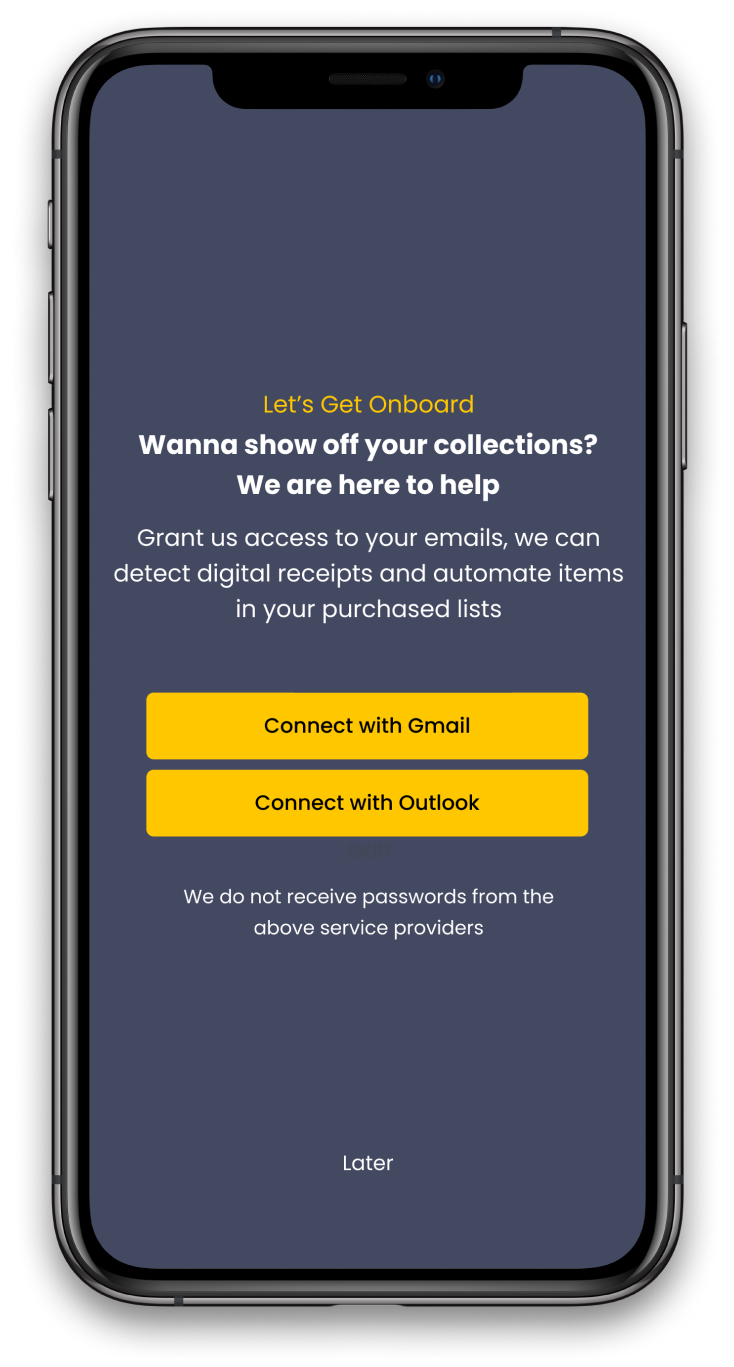 Let’s Get Onboard
Wanna show off your collections?
We are here to help
Grant us access to your emails, we can
detect digital receipts and automate items
in your purchased lists
Connect with Gmail
Connect with Outlook
We do not receive passwords from the
above service providers
Later